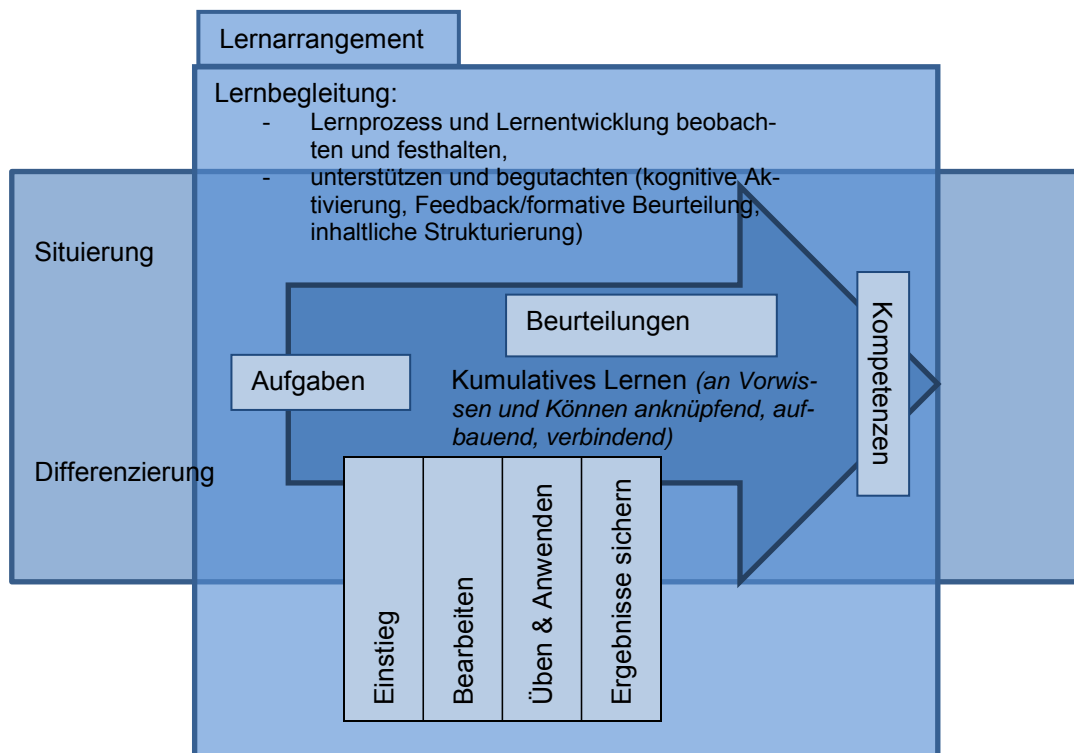 Lernarrangement
Lernbegleitung:
- Lernprozess und Lernentwicklung beobach-
ten und festhalten,
- unterstützen und begutachten (kognitive Ak-
tivierung, Feedback/formative Beurteilung,
inhaltliche Strukturierung)
Situierung
Beurteilungen
Kompetenzen
Aufgaben
Kumulatives Lernen (an Vorwis-
sen und Können anknüpfend, auf-
bauend, verbindend)
Differenzierung
Einstieg
Bearbeiten
Üben & Anwenden
Ergebnisse sichern